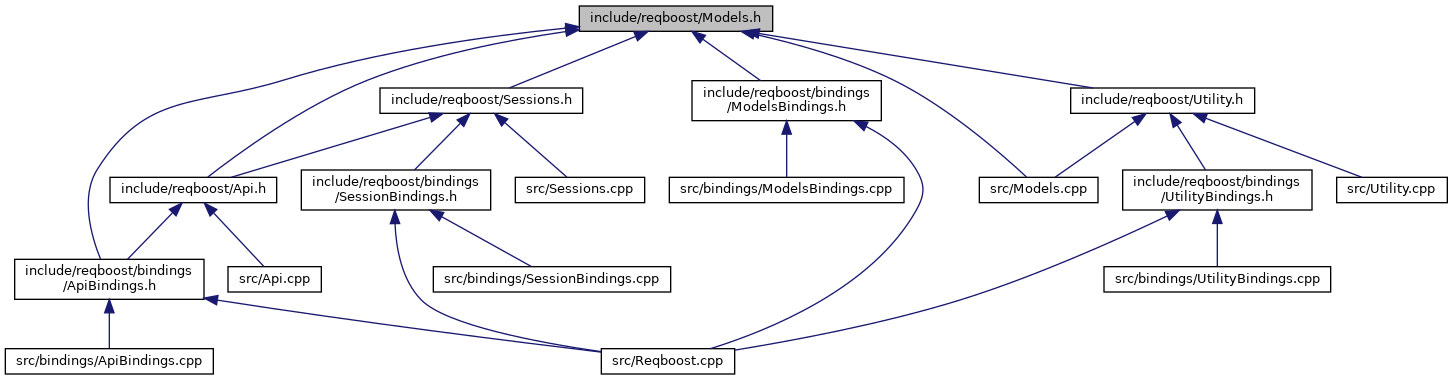 include/reqboost/Models.h
include/reqboost/Sessions.h
include/reqboost/bindings
/ModelsBindings.h
include/reqboost/Utility.h
include/reqboost/Api.h
include/reqboost/bindings
/SessionBindings.h
src/Sessions.cpp
src/bindings/ModelsBindings.cpp
src/Models.cpp
include/reqboost/bindings
/UtilityBindings.h
src/Utility.cpp
include/reqboost/bindings
/ApiBindings.h
src/Api.cpp
src/bindings/SessionBindings.cpp
src/bindings/UtilityBindings.cpp
src/bindings/ApiBindings.cpp
src/Reqboost.cpp